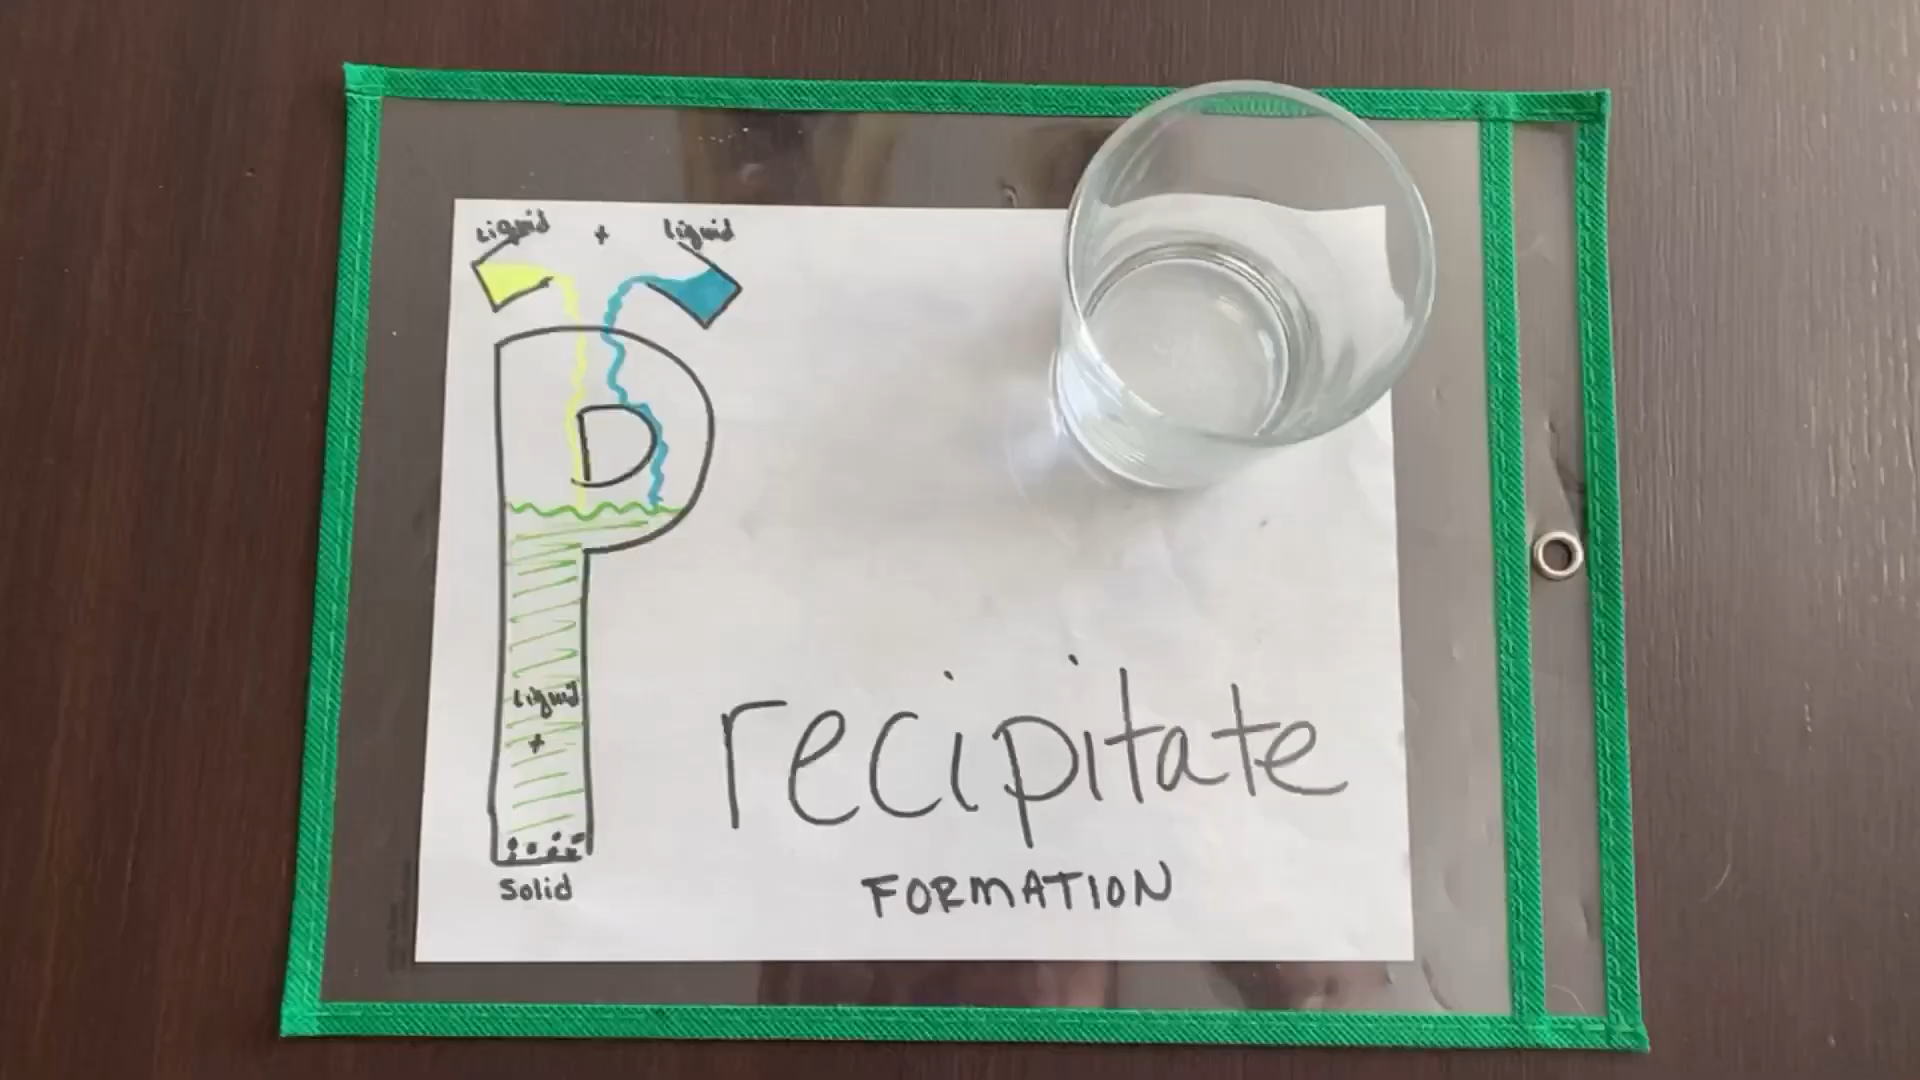 Liquid + Liquid
Liquid
+
Precipitate
Solid
FORMATION